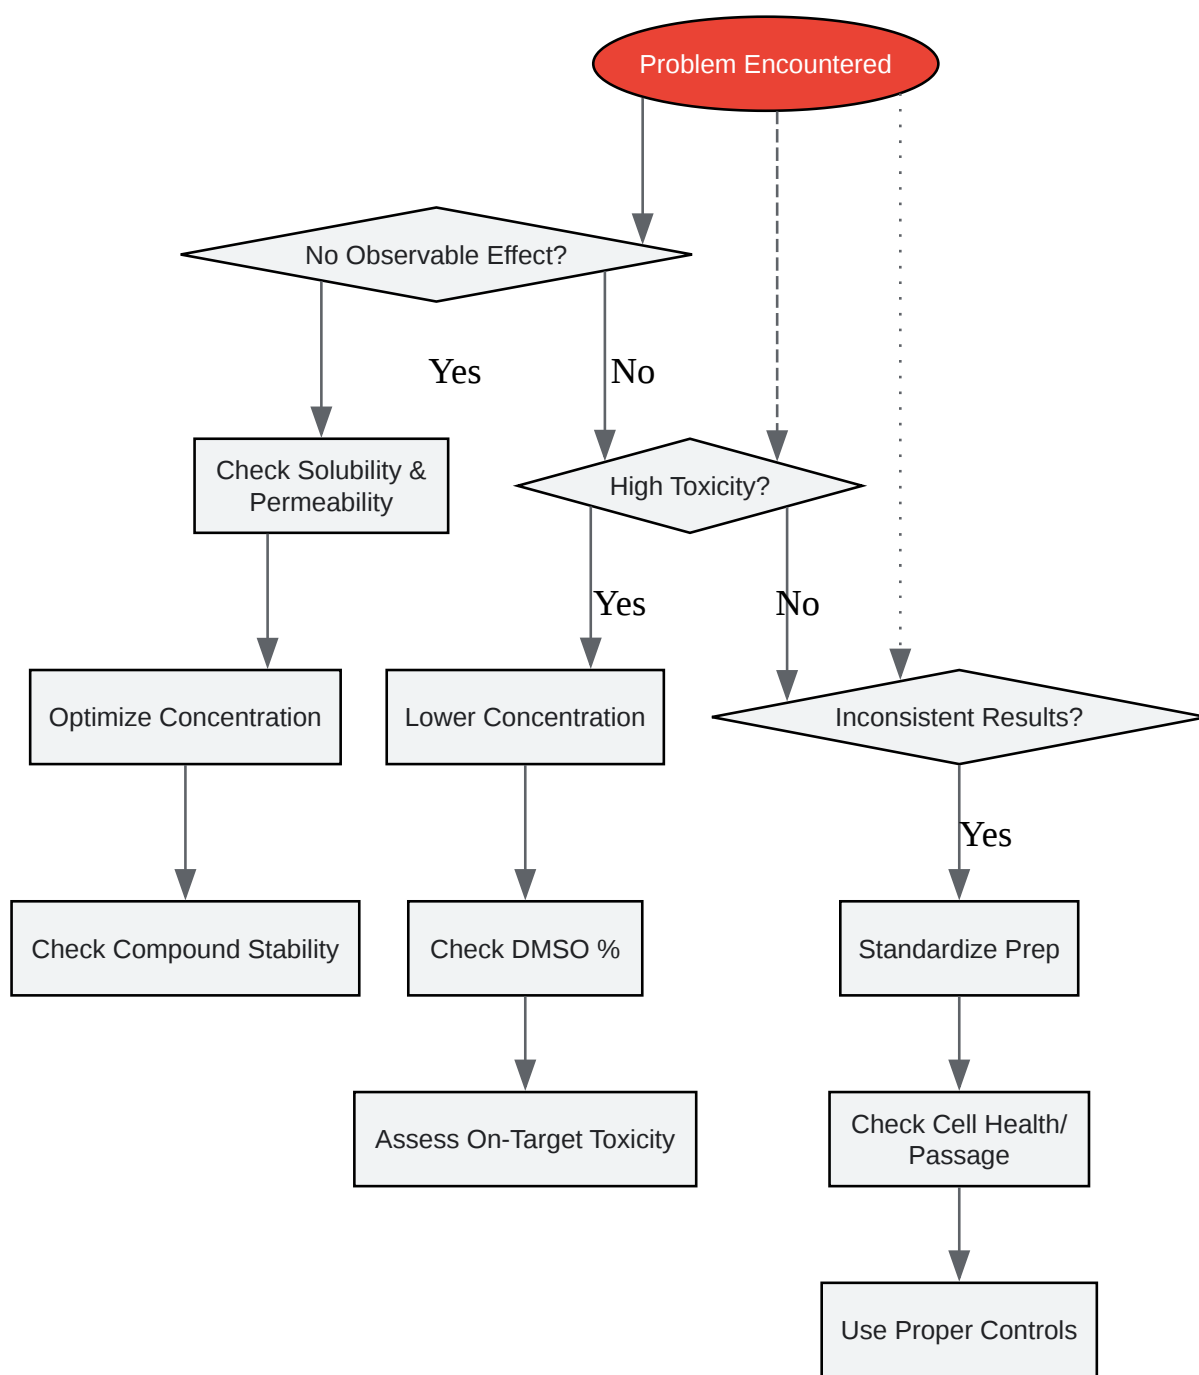 Problem Encountered
No Observable Effect?
Yes
No
Check Solubility &
Permeability
High Toxicity?
Yes
No
Optimize Concentration
Lower Concentration
Inconsistent Results?
Yes
Check Compound Stability
Check DMSO %
Standardize Prep
Assess On-Target Toxicity
Check Cell Health/
Passage
Use Proper Controls